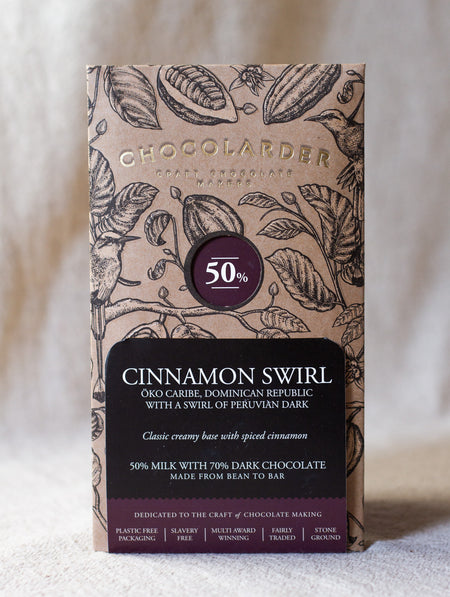 CHOCOLARDER
CRAFT CHOCOLATE
MAKERS
50%
CINNAMON SWIRL
ÖKO CARIBE, DOMINICAN REPUBLIC
WITH A SWIRL OF PERUVIAN DARK
Classic creamy base with spiced cinnamon
50% MILK WITH 70% DARK CHOCOLATE
MADE FROM BEAN TO BAR
DEDICATED TO THE CRAFT of CHOCOLATE MAKING
PLASTIC FREE PACKAGING | SLAVERY FREE | MULTI AWARD WINNING | FAIRLY TRADED | STONE GROUND